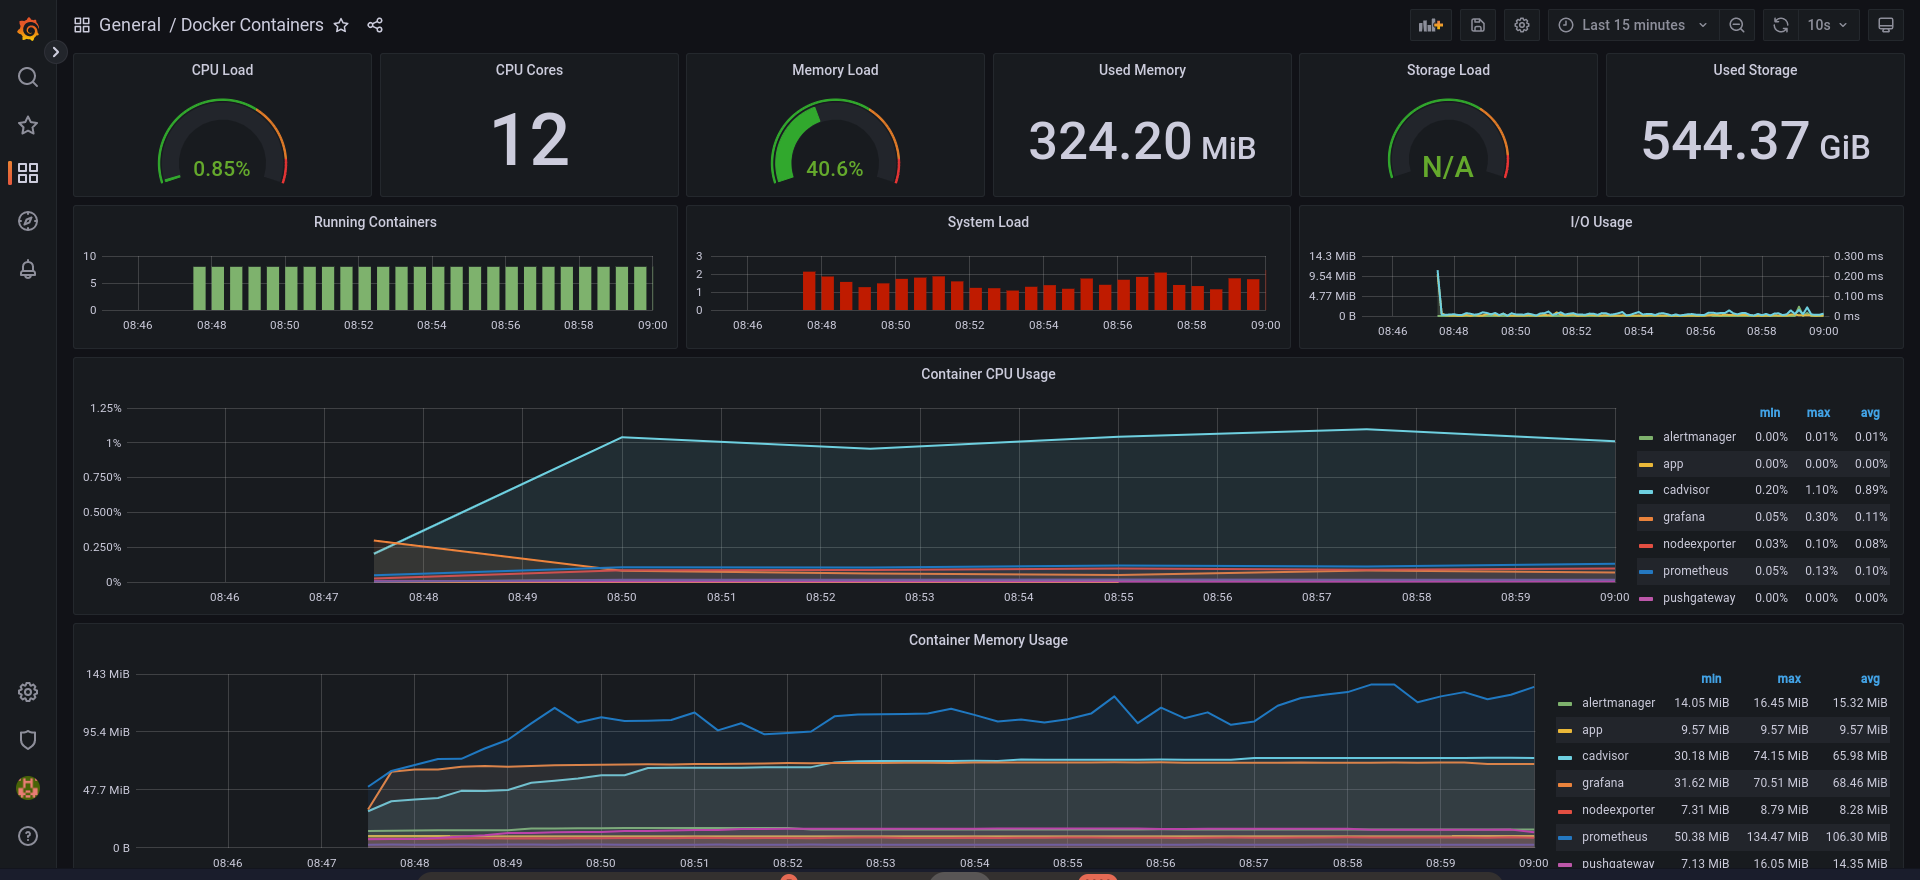 General / Docker Containers
Last 15 minutes
10s
CPU Load
0.85%
CPU Cores
12
Memory Load
40.6%
Used Memory
324.20 MiB
Storage Load
N/A
Used Storage
544.37 GiB
Running Containers
10
5
0
08:46 08:48 08:50 08:52 08:54 08:56 08:58 09:00
System Load
3
2
1
0
08:46 08:48 08:50 08:52 08:54 08:56 08:58 09:00
I/O Usage
14.3 MiB 0.300 ms
9.54 MiB 0.200 ms
4.77 MiB 0.100 ms
0 B 0 ms
08:46 08:48 08:50 08:52 08:54 08:56 08:58 09:00
Container CPU Usage
1.25%
1%
0.750%
0.500%
0.250%
0%
08:46 08:47 08:48 08:49 08:50 08:51 08:52 08:53 08:54 08:55 08:56 08:57 08:58 08:59 09:00
min max avg
alertmanager 0.00% 0.01% 0.01%
app 0.00% 0.00% 0.00%
cadvisor 0.20% 1.10% 0.89%
grafana 0.05% 0.30% 0.11%
nodeexporter 0.03% 0.10% 0.08%
prometheus 0.05% 0.13% 0.10%
pushgateway 0.00% 0.00% 0.00%
Container Memory Usage
143 MiB
95.4 MiB
47.7 MiB
0 B
08:46 08:47 08:48 08:49 08:50 08:51 08:52 08:53 08:54 08:55 08:56 08:57 08:58 08:59 09:00
min max avg
alertmanager 14.05 MiB 16.45 MiB 15.32 MiB
app 9.57 MiB 9.57 MiB 9.57 MiB
cadvisor 30.18 MiB 74.15 MiB 65.98 MiB
grafana 31.62 MiB 70.51 MiB 68.46 MiB
nodeexporter 7.31 MiB 8.79 MiB 8.28 MiB
prometheus 50.38 MiB 134.47 MiB 106.30 MiB
pushgateway 7.13 MiB 16.05 MiB 14.35 MiB